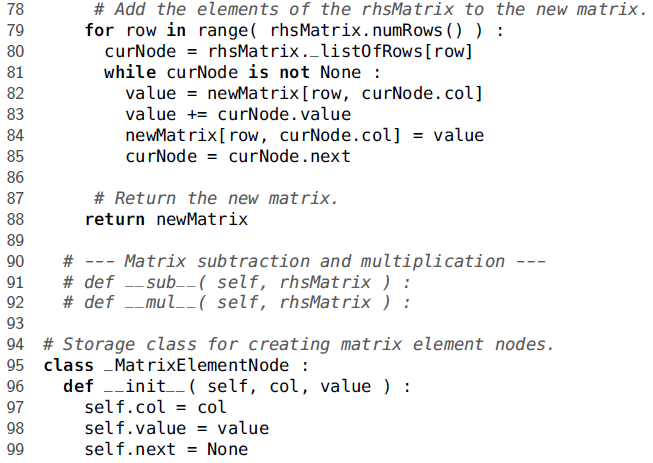 78 # Add the elements of the rhsMatrix to the new matrix.
79 for row in range( rhsMatrix.numRows() ) :
80 curNode = rhsMatrix._listOfRows[row]
81 while curNode is not None :
82 value = newMatrix[row, curNode.col]
83 value += curNode.value
84 newMatrix[row, curNode.col] = value
85 curNode = curNode.next
86
87 # Return the new matrix.
88 return newMatrix
89
90 # --- Matrix subtraction and multiplication ---
91 # def __sub__( self, rhsMatrix ) :
92 # def __mul__( self, rhsMatrix ) :
93
94 # Storage class for creating matrix element nodes.
95 class _MatrixElementNode :
96 def __init__( self, col, value ) :
97 self.col = col
98 self.value = value
99 self.next = None